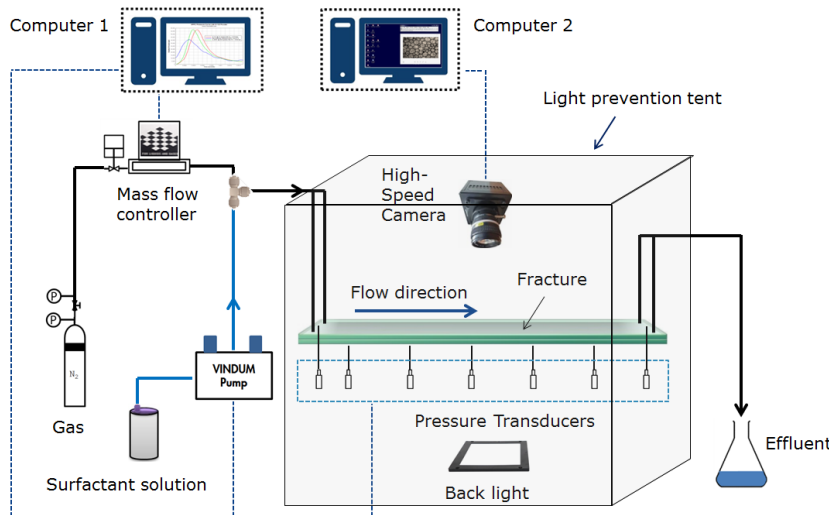 Computer 1
Computer 2
Light prevention tent
High-
Speed
Camera
Mass flow
controller
Fracture
Flow direction
P
P
N₂
VINDUM
Pump
Gas
Pressure Transducers
Effluent
Surfactant solution
Back light